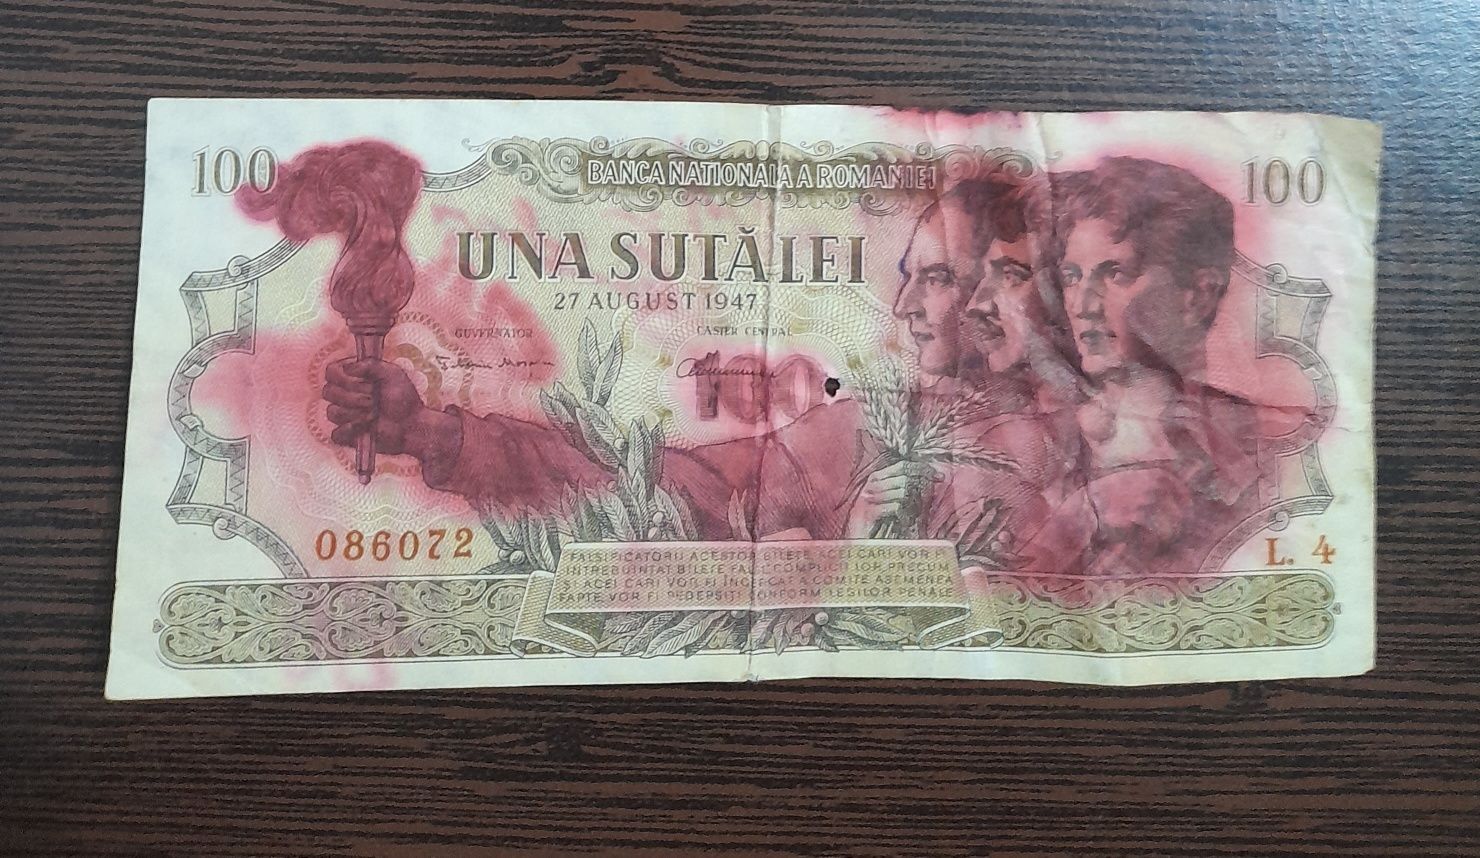 100
BANCA NATIONALA A ROMANIEI
100
UNA SUTĂ LEI
27 AUGUST 1947
GUVERNATOR
CASIER CENTRAL
100
086072
L. 4
FALSIFICATORII ACESTOR BILETE, ACEI CARI VOR FI
INTREBUINTAT BILETE FALSE, COMPLICII LOR PRECUM
SI ACEI CARI VOR FI INCERCAT A COMITE ASEMENEA
FAPTE, VOR FI PEDEPSITI CONFORM LEGILOR PENALE